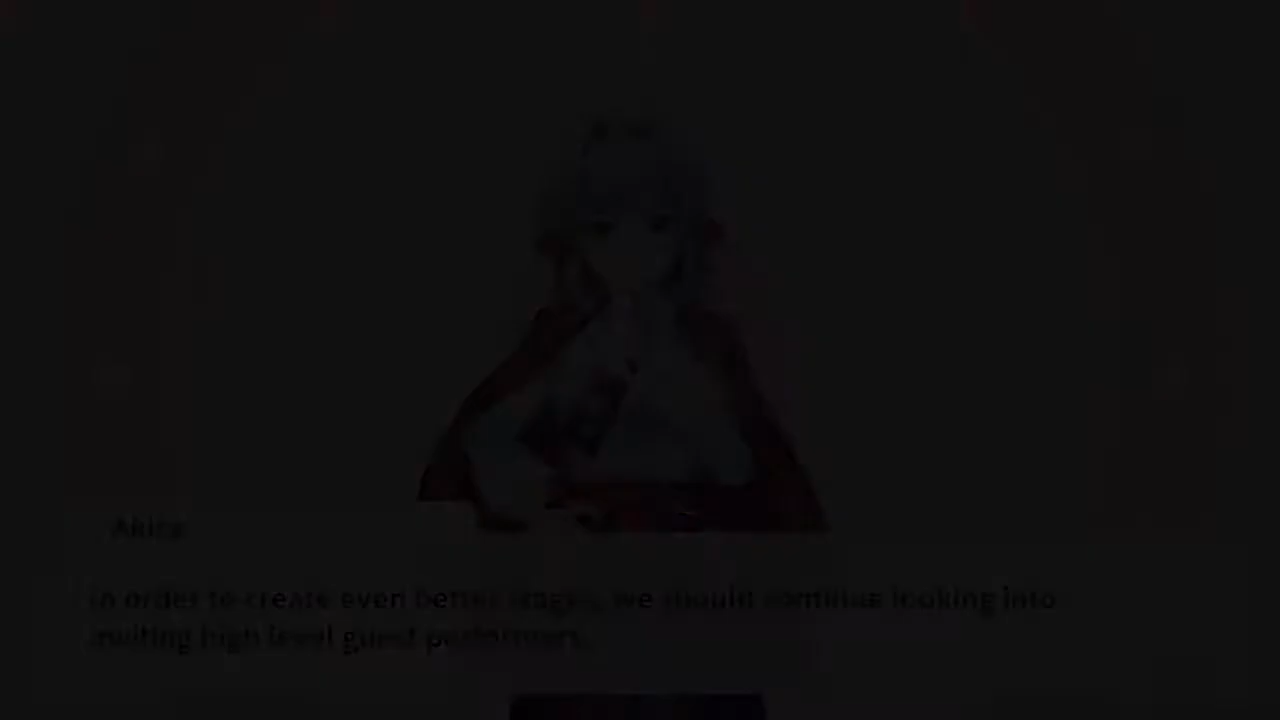 Akira
In order to create even better stages, we should continue looking into
inviting high level guest performers.